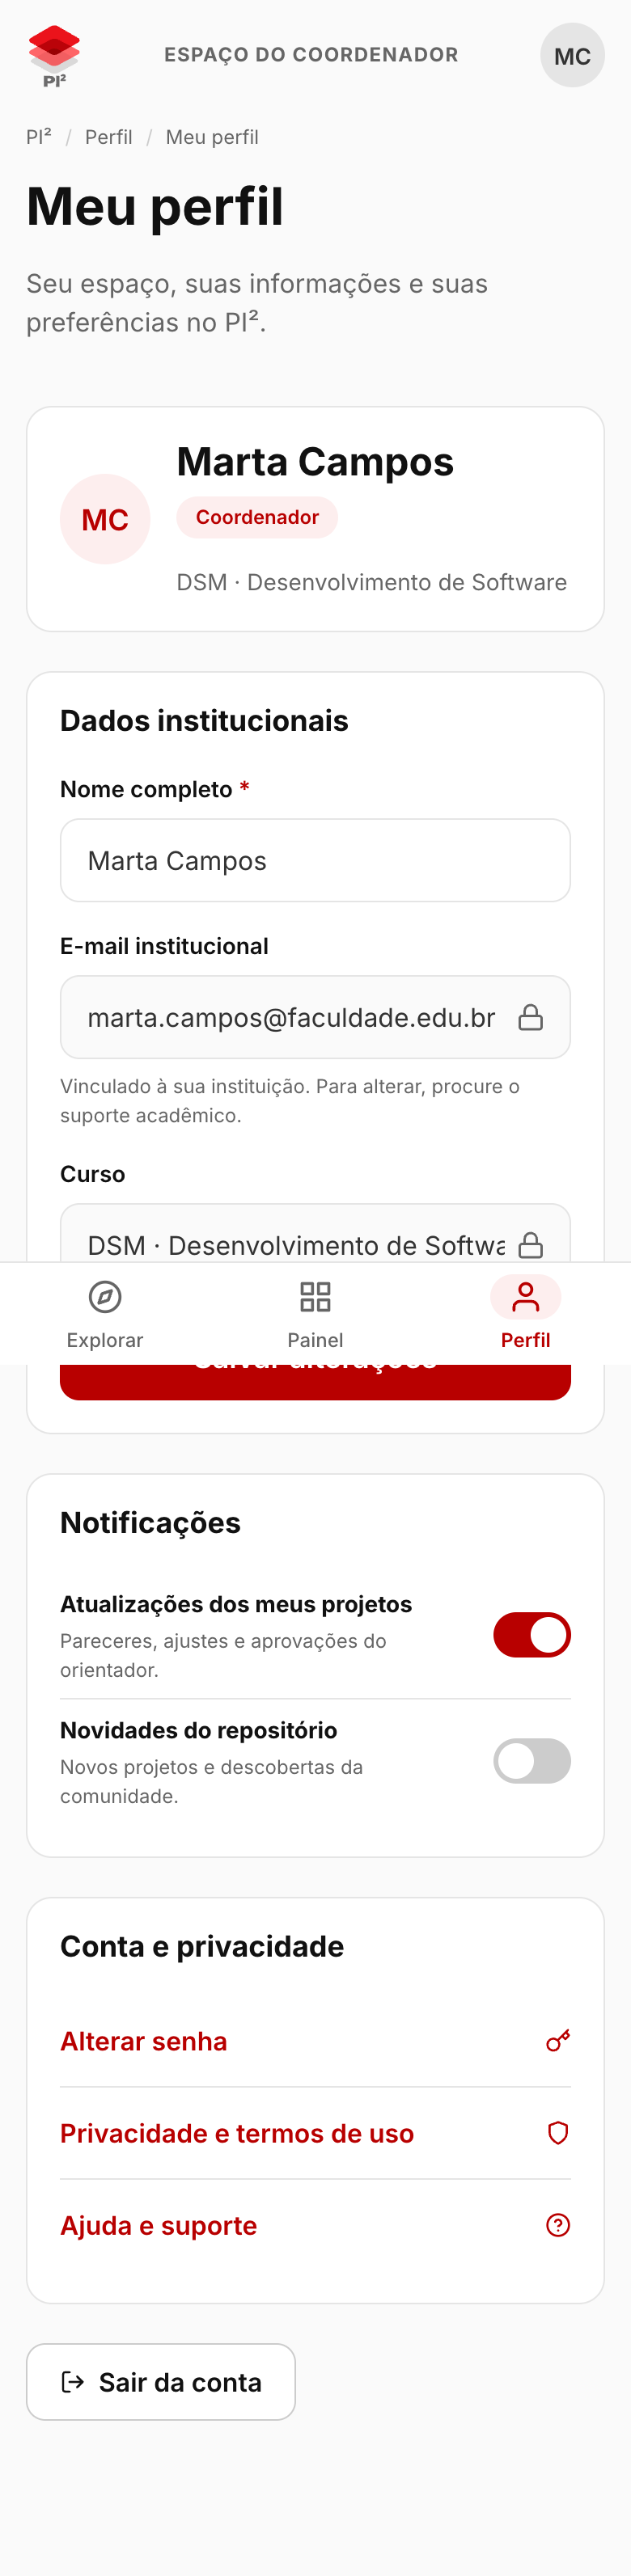 PI²
ESPAÇO DO COORDENADOR
MC
PI² / Perfil / Meu perfil
Meu perfil
Seu espaço, suas informações e suas
preferências no PI².
MC
Marta Campos
Coordenador
DSM · Desenvolvimento de Software
Dados institucionais
Nome completo *
Marta Campos
E-mail institucional
marta.campos@faculdade.edu.br
Vinculado à sua instituição. Para alterar, procure o
suporte acadêmico.
Curso
DSM · Desenvolvimento de Softwa
Explorar
Painel
Perfil
Salvar alterações
Notificações
Atualizações dos meus projetos
Pareceres, ajustes e aprovações do
orientador.
Novidades do repositório
Novos projetos e descobertas da
comunidade.
Conta e privacidade
Alterar senha
Privacidade e termos de uso
Ajuda e suporte
Sair da conta